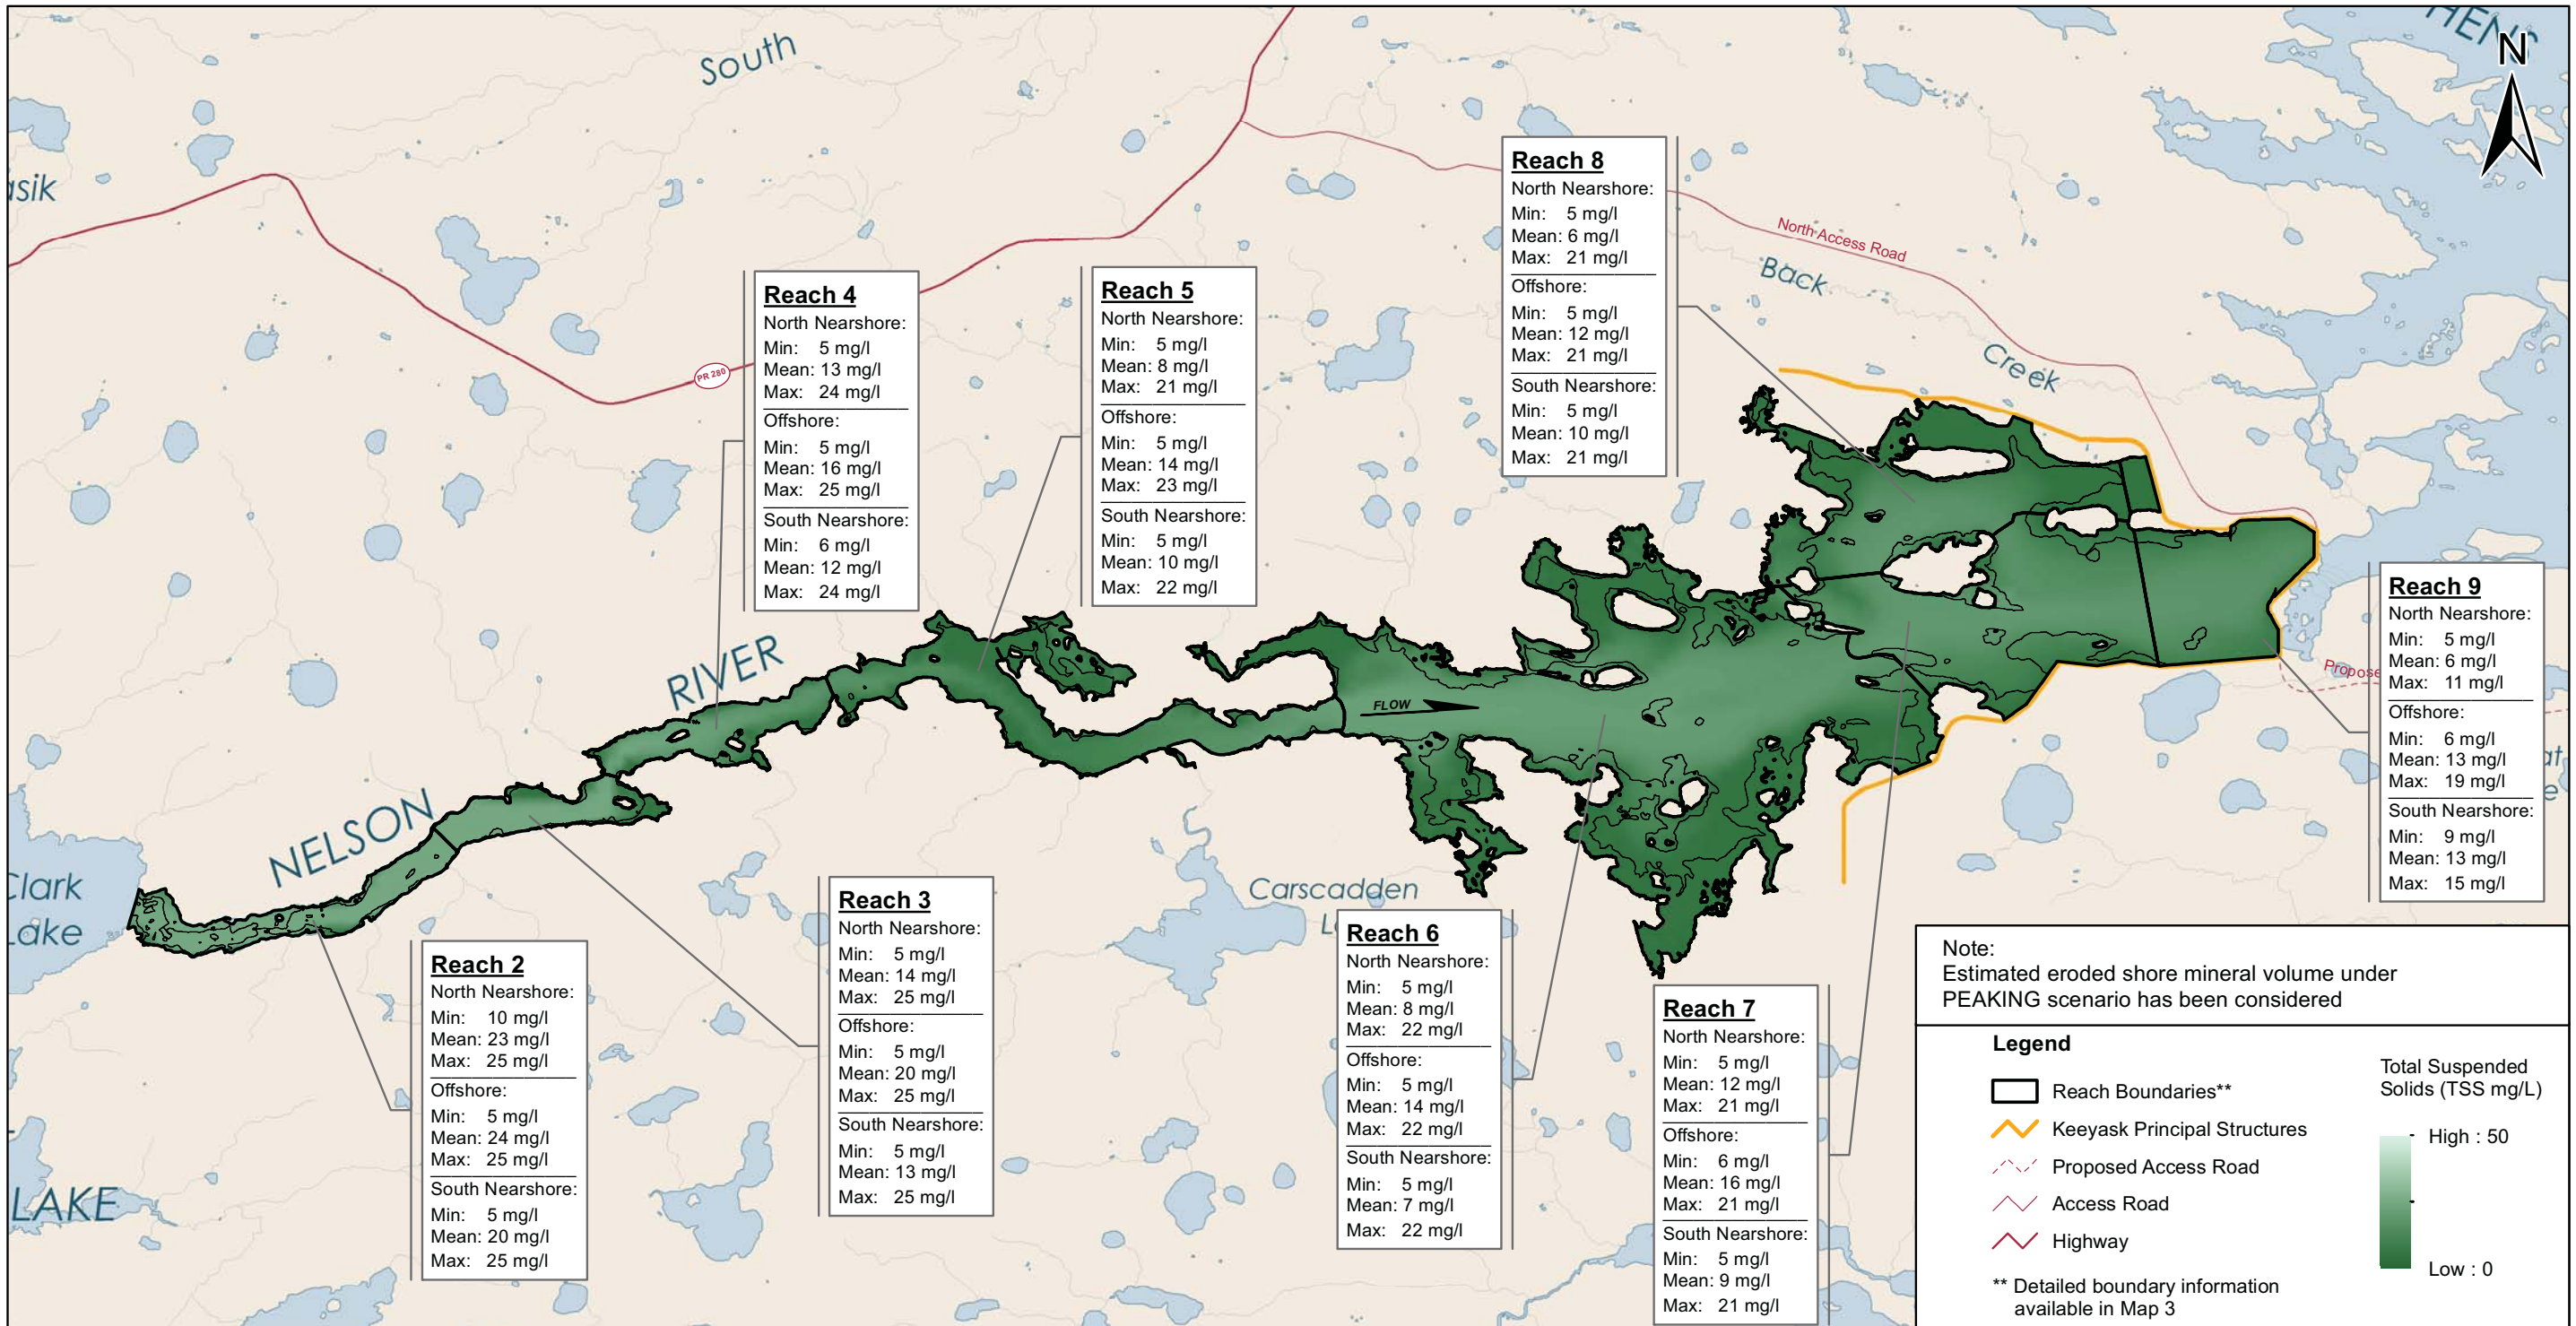 South
HENS
N
asik
North Access Road
Back
Creek
PR 280
RIVER
NELSON
FLOW
Clark
Lake
Carscadden
LAKE
Reach 8
North Nearshore:
Min: 5 mg/l
Mean: 6 mg/l
Max: 21 mg/l
Offshore:
Min: 5 mg/l
Mean: 12 mg/l
Max: 21 mg/l
South Nearshore:
Min: 5 mg/l
Mean: 10 mg/l
Max: 21 mg/l
Reach 4
North Nearshore:
Min: 5 mg/l
Mean: 13 mg/l
Max: 24 mg/l
Offshore:
Min: 5 mg/l
Mean: 16 mg/l
Max: 25 mg/l
South Nearshore:
Min: 6 mg/l
Mean: 12 mg/l
Max: 24 mg/l
Reach 5
North Nearshore:
Min: 5 mg/l
Mean: 8 mg/l
Max: 21 mg/l
Offshore:
Min: 5 mg/l
Mean: 14 mg/l
Max: 23 mg/l
South Nearshore:
Min: 5 mg/l
Mean: 10 mg/l
Max: 22 mg/l
Reach 9
North Nearshore:
Min: 5 mg/l
Mean: 6 mg/l
Max: 11 mg/l
Offshore:
Min: 6 mg/l
Mean: 13 mg/l
Max: 19 mg/l
South Nearshore:
Min: 9 mg/l
Mean: 13 mg/l
Max: 15 mg/l
Propose
Reach 2
North Nearshore:
Min: 10 mg/l
Mean: 23 mg/l
Max: 25 mg/l
Offshore:
Min: 5 mg/l
Mean: 24 mg/l
Max: 25 mg/l
South Nearshore:
Min: 5 mg/l
Mean: 20 mg/l
Max: 25 mg/l
Reach 3
North Nearshore:
Min: 5 mg/l
Mean: 14 mg/l
Max: 25 mg/l
Offshore:
Min: 5 mg/l
Mean: 20 mg/l
Max: 25 mg/l
South Nearshore:
Min: 5 mg/l
Mean: 13 mg/l
Max: 25 mg/l
Reach 6
North Nearshore:
Min: 5 mg/l
Mean: 8 mg/l
Max: 22 mg/l
Offshore:
Min: 5 mg/l
Mean: 14 mg/l
Max: 22 mg/l
South Nearshore:
Min: 5 mg/l
Mean: 7 mg/l
Max: 22 mg/l
Reach 7
North Nearshore:
Min: 5 mg/l
Mean: 12 mg/l
Max: 21 mg/l
Offshore:
Min: 6 mg/l
Mean: 16 mg/l
Max: 21 mg/l
South Nearshore:
Min: 5 mg/l
Mean: 9 mg/l
Max: 21 mg/l
Note:
Estimated eroded shore mineral volume under
PEAKING scenario has been considered
Legend
Reach Boundaries**
Keeyask Principal Structures
Proposed Access Road
Access Road
Highway
** Detailed boundary information
available in Map 3
Total Suspended
Solids (TSS mg/L)
High : 50
Low : 0